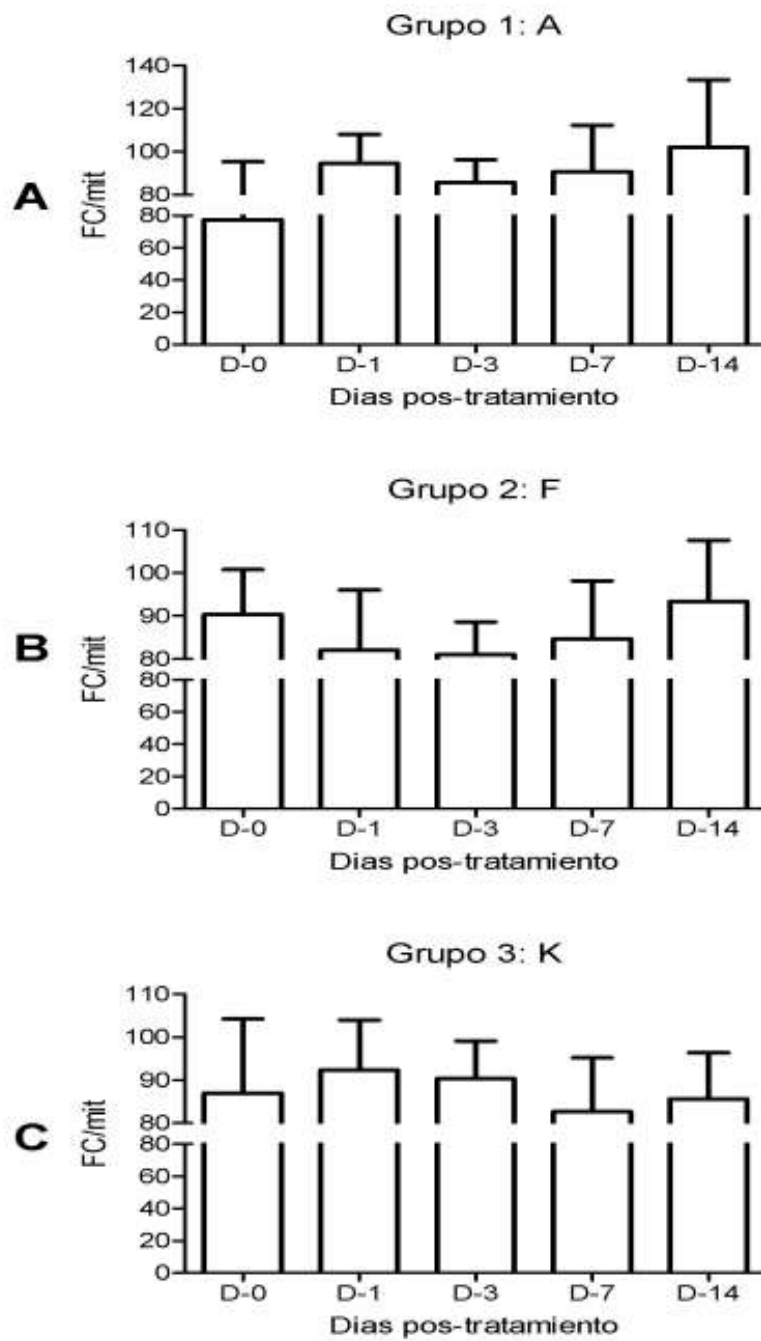 Grupo 1: A
A
FC/mit
140
120
100
80
80
60
40
20
0
D-0 D-1 D-3 D-7 D-14
Dias pos-tratamiento
Grupo 2: F
B
FC/mit
110
100
90
80
80
60
40
20
0
D-0 D-1 D-3 D-7 D-14
Dias pos-tratamiento
Grupo 3: K
C
FC/mit
110
100
90
80
80
60
40
20
0
D-0 D-1 D-3 D-7 D-14
Dias pos-tratamiento